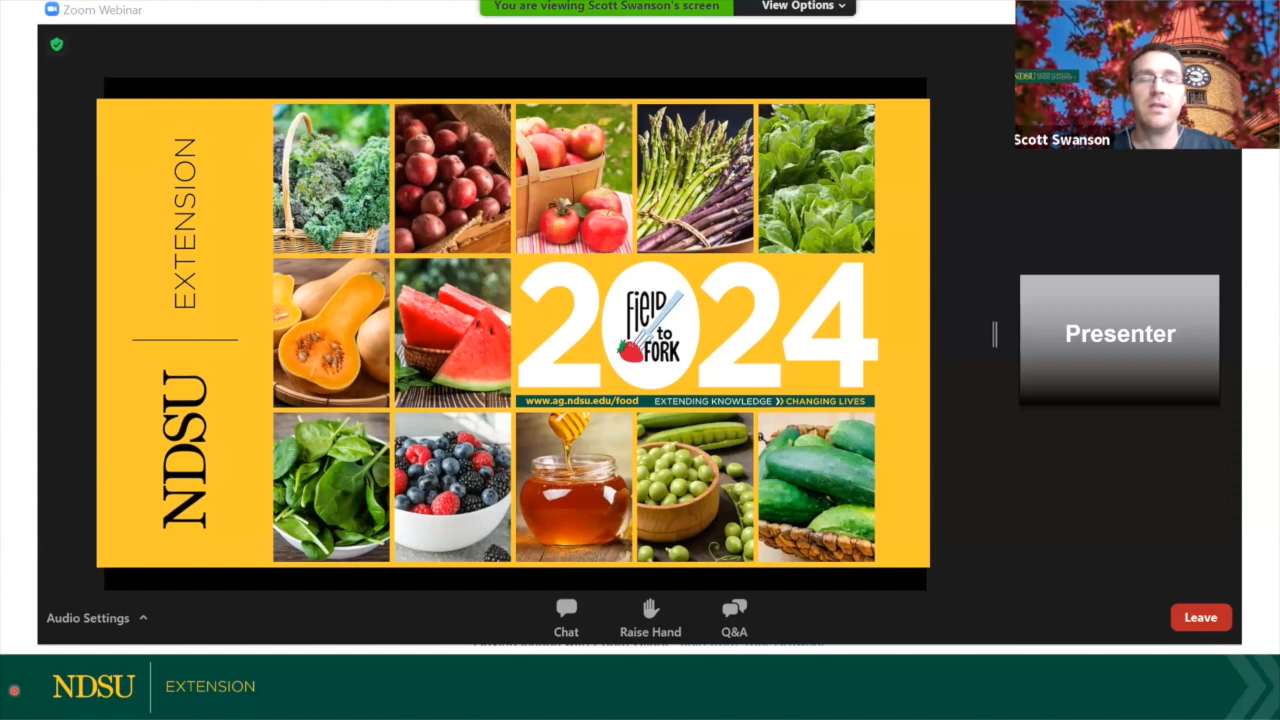 Zoom Webinar
You are viewing Scott Swanson's screen
View Options
NDSU
Scott Swanson
NDSU EXTENSION
2024
FiELD
to
FORK
www.ag.ndsu.edu/food EXTENDING KNOWLEDGE CHANGING LIVES
Presenter
Audio Settings
Chat
Raise Hand
Q&A
Leave
NDSU EXTENSION